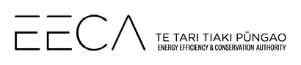 EECA
TE TARI TIAKI PŪNGAO
ENERGY EFFICIENCY & CONSERVATION AUTHORITY